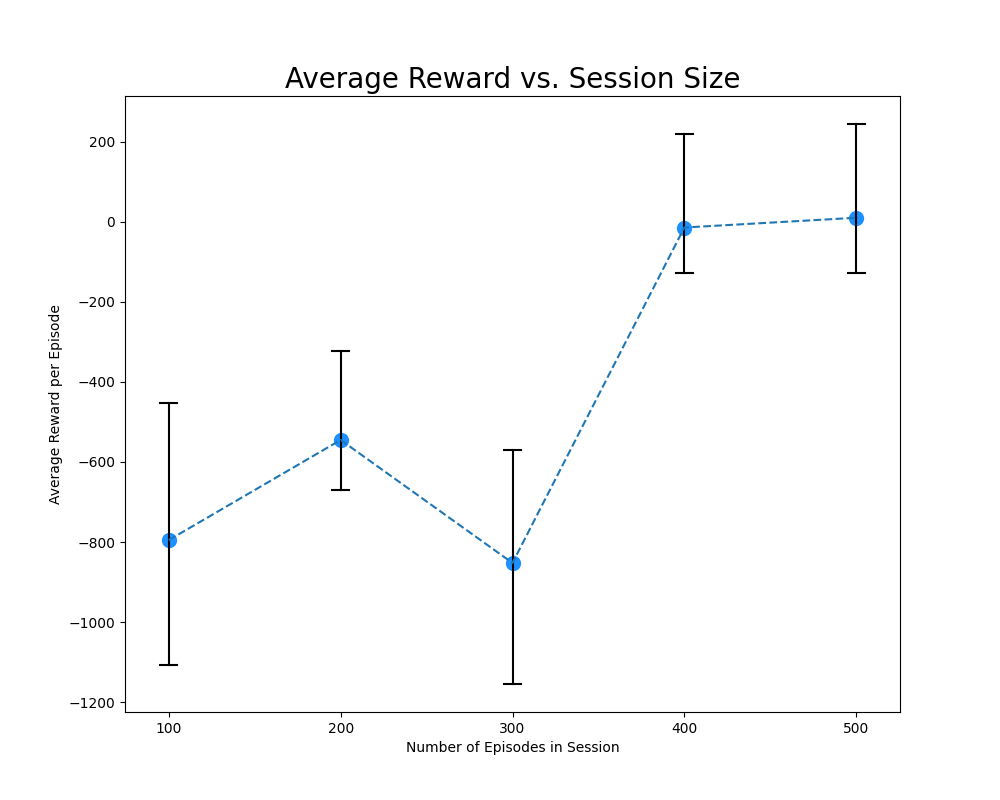 Average Reward vs. Session Size
Average Reward per Episode
200
0
−200
−400
−600
−800
−1000
−1200
100 200 300 400 500
Number of Episodes in Session